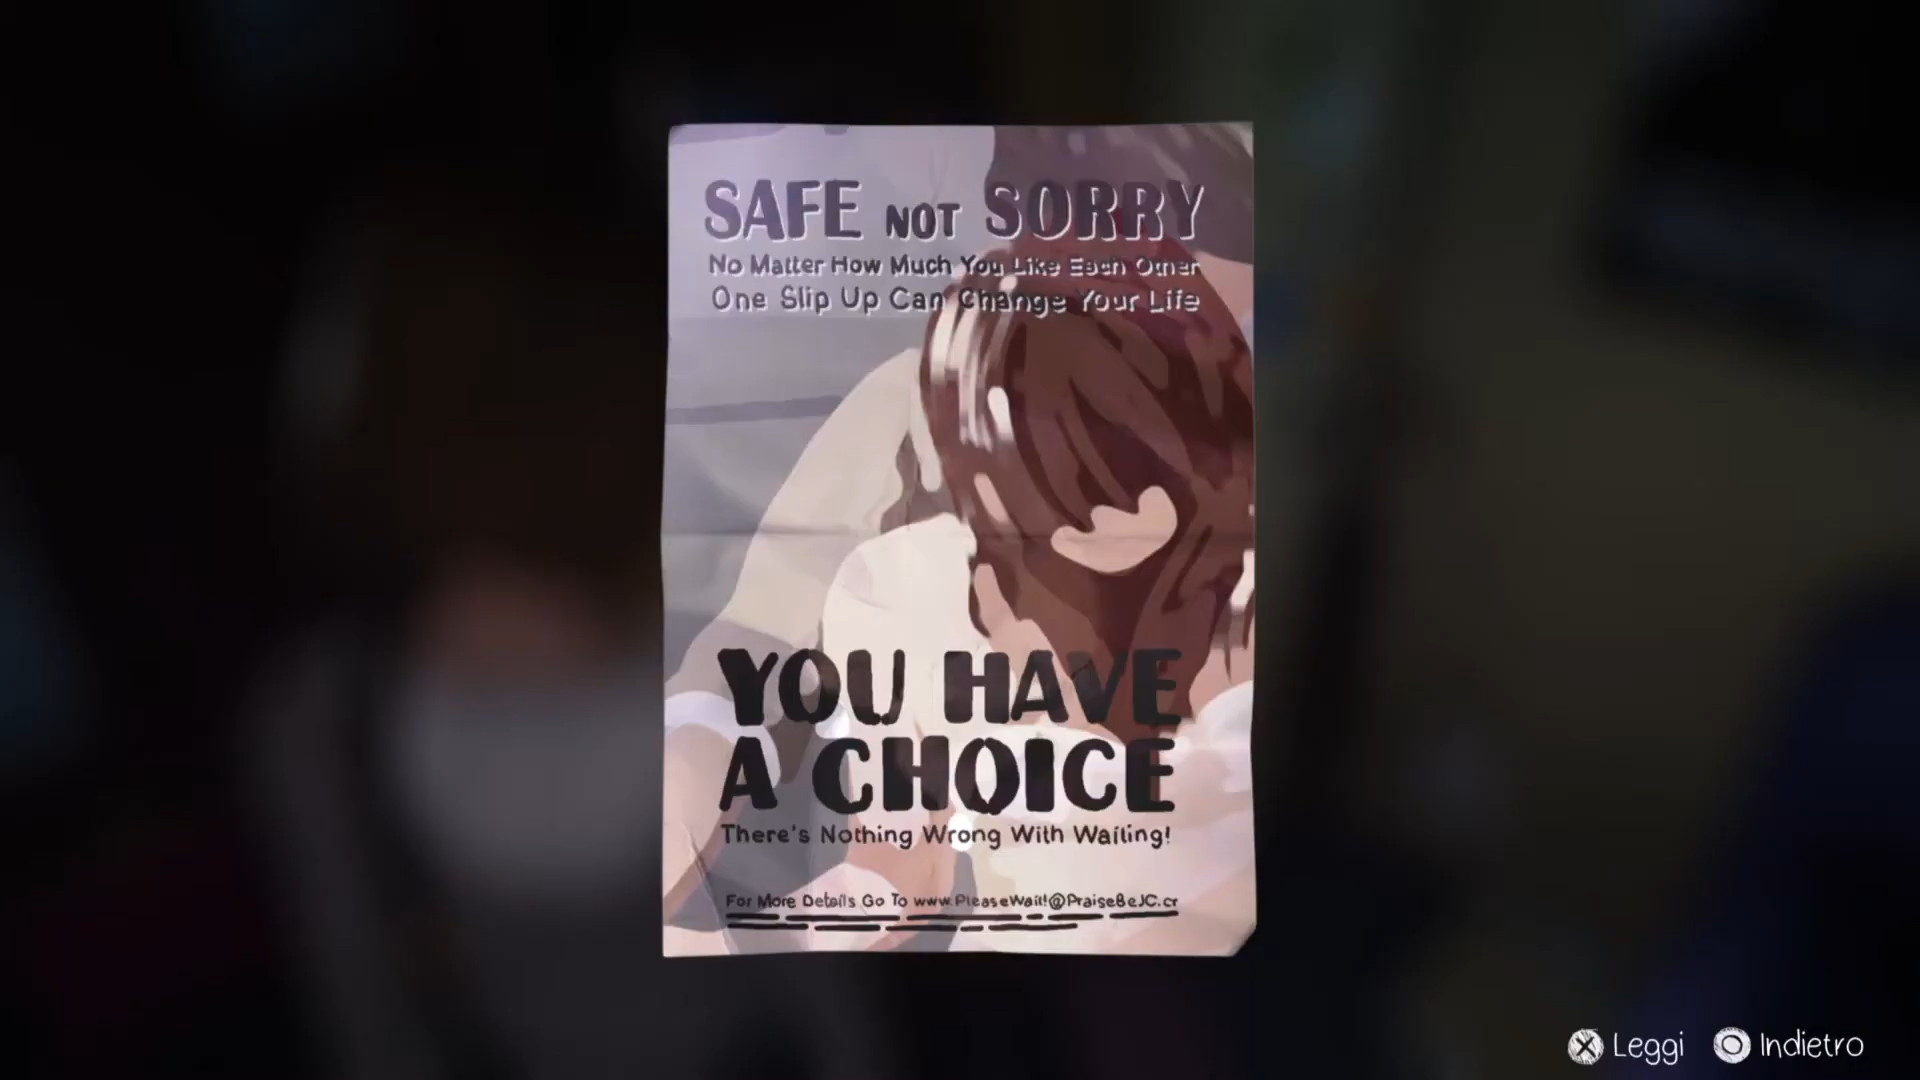 SAFE NOT SORRY
No Matter How Much You Like Each Other
One Slip Up Can Change Your Life
YOU HAVE
A CHOICE
There's Nothing Wrong With Waiting!
For More Details Go To www.PleaseWait!@PraiseBeJC.cr
Leggi Indietro